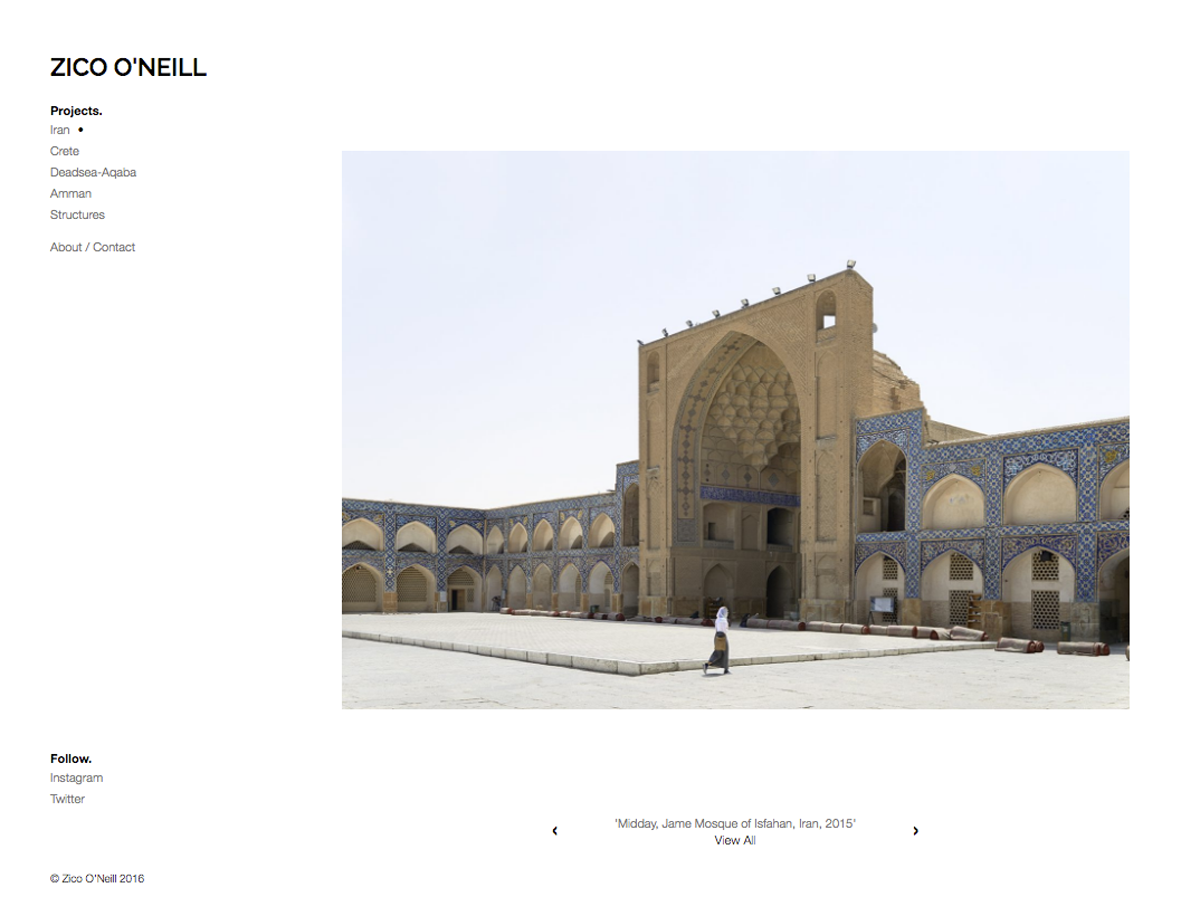 ZICO O'NEILL
Projects.
Iran •
Crete
Deadsea-Aqaba
Amman
Structures
About / Contact
Follow.
Instagram
Twitter
‹
'Midday, Jame Mosque of Isfahan, Iran, 2015'
›
View All
© Zico O'Neill 2016